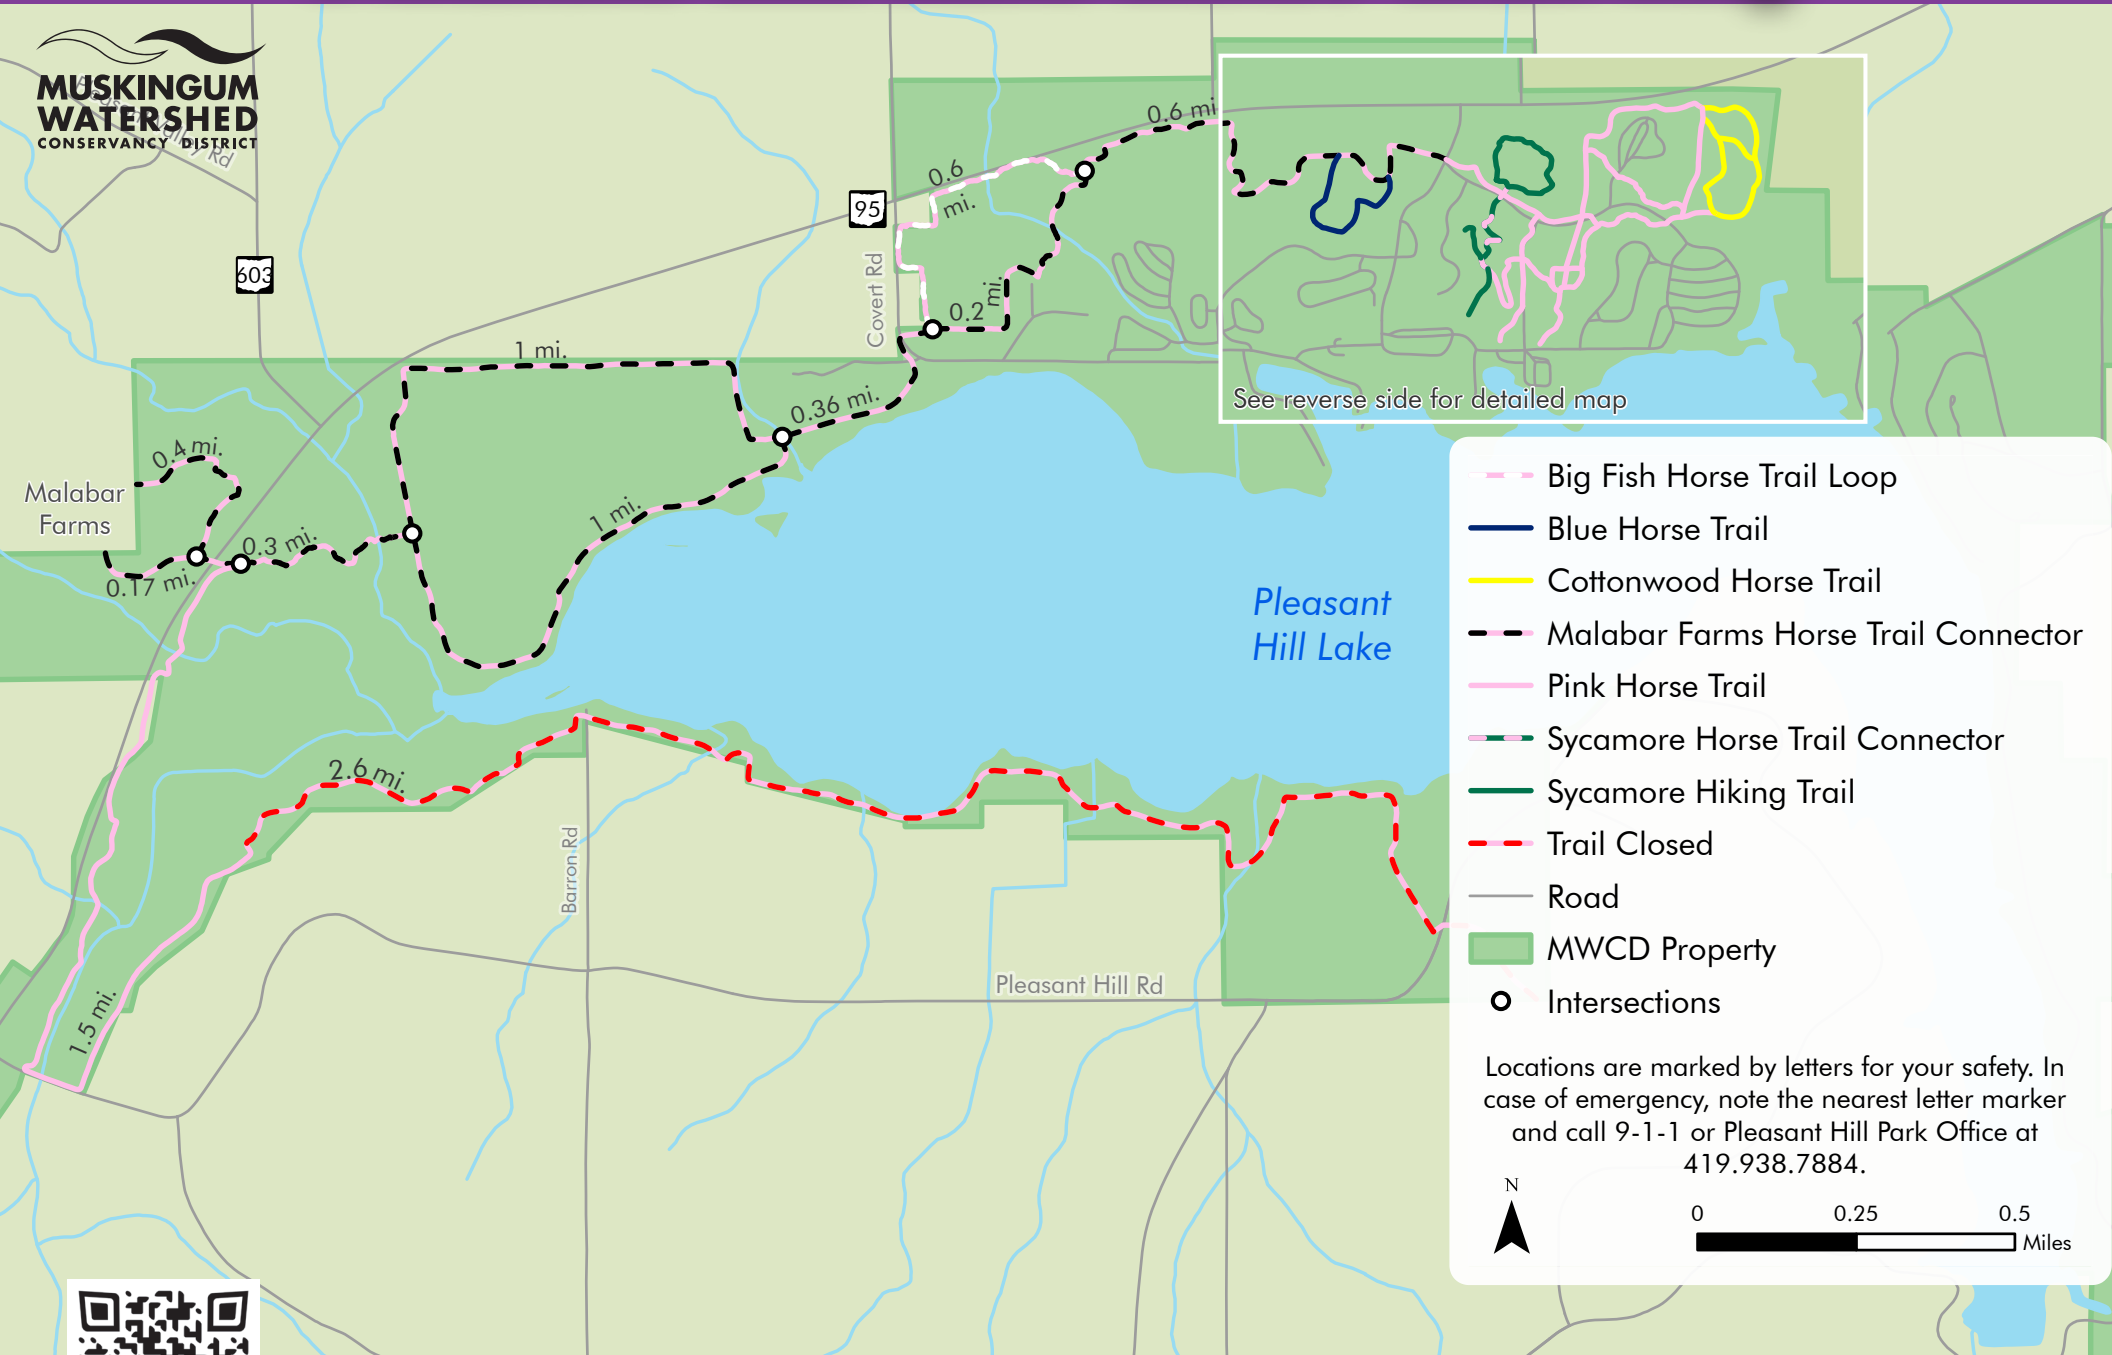 MUSKINGUM
WATERSHED
CONSERVANCY DISTRICT
Pleasant Valley Rd
603
95
Covert Rd
0.6 mi.
0.6
mi.
0.2 mi.
1 mi.
0.36 mi.
0.4 mi.
Malabar
Farms
0.3 mi.
0.17 mi.
1 mi.
See reverse side for detailed map
Pleasant
Hill Lake
2.6 mi.
Barron Rd
Pleasant Hill Rd
1.5 mi.
Big Fish Horse Trail Loop
Blue Horse Trail
Cottonwood Horse Trail
Malabar Farms Horse Trail Connector
Pink Horse Trail
Sycamore Horse Trail Connector
Sycamore Hiking Trail
Trail Closed
Road
MWCD Property
Intersections
Locations are marked by letters for your safety. In
case of emergency, note the nearest letter marker
and call 9-1-1 or Pleasant Hill Park Office at
419.938.7884.
N
0 0.25 0.5
Miles